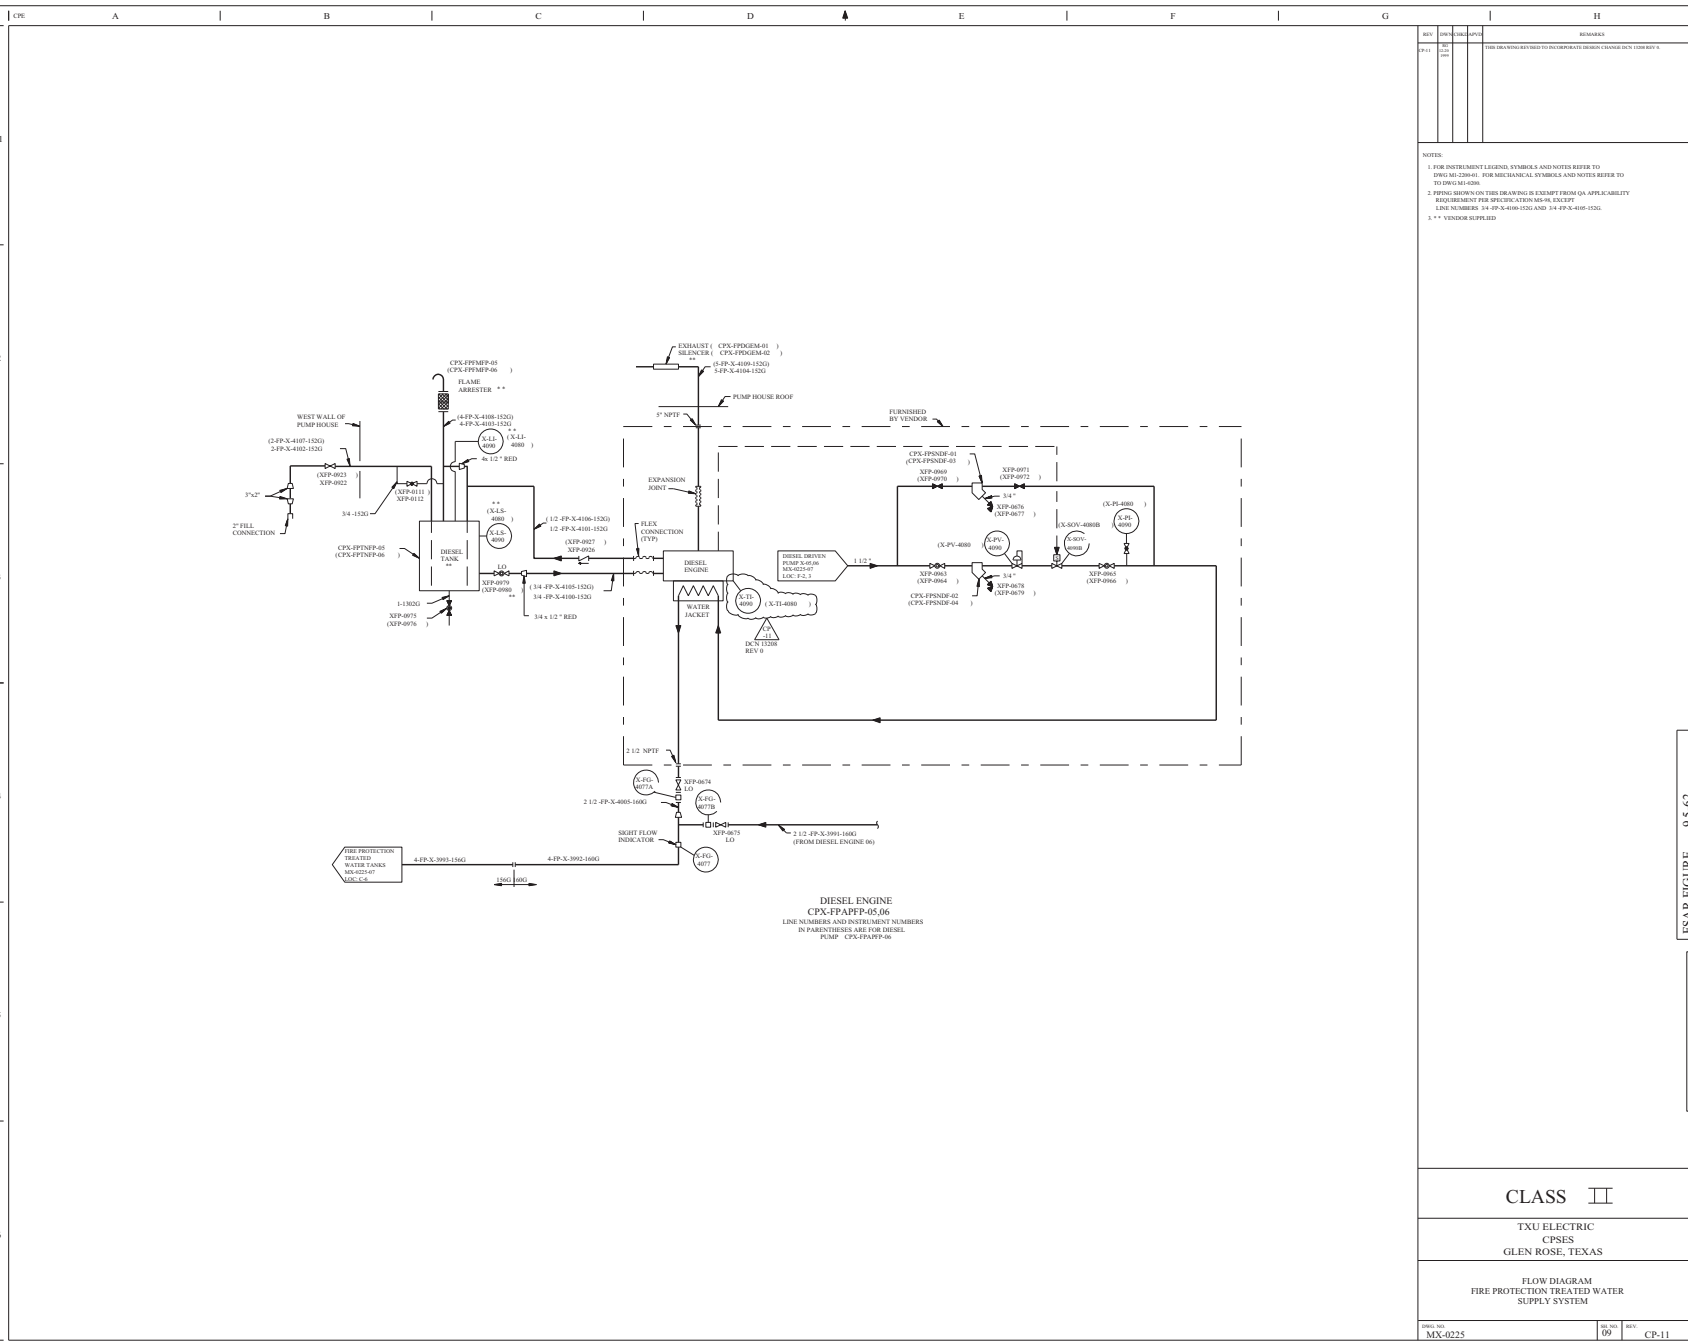 CPE
A
B
C
D
E
F
G
H
REV
DWN
CHKD
APVD
REMARKS
CP-11
1999
THIS DRAWING REVISED TO INCORPORATE DESIGN CHANGE DCN 13208 REV 0.
NOTES:
1. FOR INSTRUMENT LEGEND, SYMBOLS AND NOTES REFER TO
DWG M1-2200-01. FOR MECHANICAL SYMBOLS AND NOTES REFER TO
TO DWG M1-0200.
2. PIPING SHOWN ON THIS DRAWING IS EXEMPT FROM QA APPLICABILITY
REQUIREMENT PER SPECIFICATION MS-98, EXCEPT
LINE NUMBERS 3/4 -FP-X-4100-152G AND 3/4 -FP-X-4105-152G.
3. * * VENDOR SUPPLIED
EXHAUST ( CPX-FPDGEM-01 )
SILENCER ( CPX-FPDGEM-02 )
* *
(5-FP-X-4109-152G)
5-FP-X-4104-152G
PUMP HOUSE ROOF
5" NPTF
CPX-FPFMFP-05
(CPX-FPFMFP-06 )
FLAME
ARRESTER * *
(4-FP-X-4108-152G)
4-FP-X-4103-152G
WEST WALL OF
PUMP HOUSE
(2-FP-X-4107-152G)
2-FP-X-4102-152G
X-LI-
4090
* *
( X-LI-
4080 )
4x 1/2 " RED
(XFP-0923 )
XFP-0922
(XFP-0111 )
XFP-0112
3"x2"
3/4 -152G
2" FILL
CONNECTION
* *
(X-LS-
4080 )
X-LS-
4090
CPX-FPTNFP-05
(CPX-FPTNFP-06 )
DIESEL
TANK
**
( 1/2 -FP-X-4106-152G)
1/2 -FP-X-4101-152G
(XFP-0927 )
XFP-0926
LO
XFP-0979
(XFP-0980 )
**
( 3/4 -FP-X-4105-152G)
3/4 -FP-X-4100-152G
3/4 x 1/2 " RED
1-1302G
XFP-0975
(XFP-0976 )
EXPANSION
JOINT
FLEX
CONNECTION
(TYP)
FURNISHED
BY VENDOR
DIESEL
ENGINE
WATER
JACKET
X-TI-
4090
( X-TI-4080 )
CP
-11
DCN 13208
REV 0
DIESEL DRIVEN
PUMP X-05,06
MX-0225-07
LOC: F-2, 3
1 1/2 "
CPX-FPSNDF-01
(CPX-FPSNDF-03 )
XFP-0969
(XFP-0970 )
XFP-0971
(XFP-0972 )
3/4 "
XFP-0676
(XFP-0677 )
(X-PI-4080 )
X-PI-
4090
(X-SOV-4080B )
X-SOV-
4090B
(X-PV-4080 )
X-PV-
4090
XFP-0963
(XFP-0964 )
3/4 "
XFP-0678
(XFP-0679 )
CPX-FPSNDF-02
(CPX-FPSNDF-04 )
XFP-0965
(XFP-0966 )
2 1/2 NPTF
X-FG-
4077A
XFP-0674
LO
X-FG-
4077B
2 1/2 -FP-X-4005-160G
SIGHT FLOW
INDICATOR
XFP-0675
LO
2 1/2 -FP-X-3991-160G
(FROM DIESEL ENGINE 06)
X-FG-
4077
FIRE PROTECTION
TREATED
WATER TANKS
MX-0225-07
LOC: C-6
4-FP-X-3993-156G
4-FP-X-3992-160G
156G 160G
DIESEL ENGINE
CPX-FPAPFP-05,06
LINE NUMBERS AND INSTRUMENT NUMBERS
IN PARENTHESES ARE FOR DIESEL
PUMP CPX-FPAPFP-06
FSAR FIGURE 9.5-62
CLASS II
TXU ELECTRIC
CPSES
GLEN ROSE, TEXAS
FLOW DIAGRAM
FIRE PROTECTION TREATED WATER
SUPPLY SYSTEM
DWG. NO.
MX-0225
SH. NO.
09
REV.
CP-11